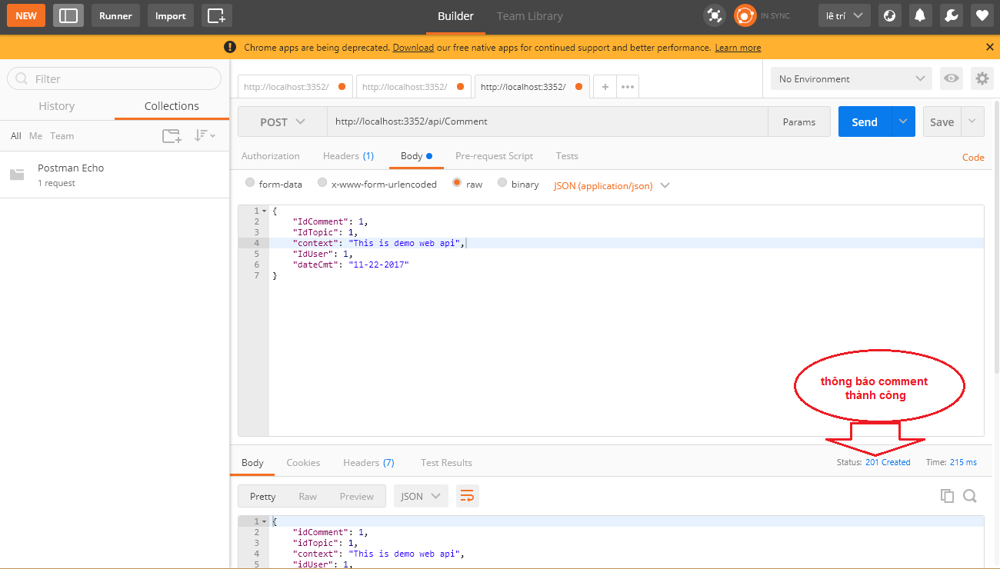 NEW Runner Import Builder Team Library IN SYNC lê trí
Chrome apps are being deprecated. Download our free native apps for continued support and better performance. Learn more
Filter
History Collections
All Me Team
Postman Echo
1 request
http://localhost:3352/ http://localhost:3352/ http://localhost:3352/ No Environment
POST http://localhost:3352/api/Comment Params Send Save
Authorization Headers (1) Body Pre-request Script Tests Code
form-data x-www-form-urlencoded raw binary JSON (application/json)
1 {
2 "IdComment": 1,
3 "IdTopic": 1,
4 "context": "This is demo web api",
5 "IdUser": 1,
6 "dateCmt": "11-22-2017"
7 }
thông báo comment
thành công
Body Cookies Headers (7) Test Results Status: 201 Created Time: 215 ms
Pretty Raw Preview JSON
1 {
2 "idComment": 1,
3 "idTopic": 1,
4 "context": "This is demo web api",
5 "idUser": 1,